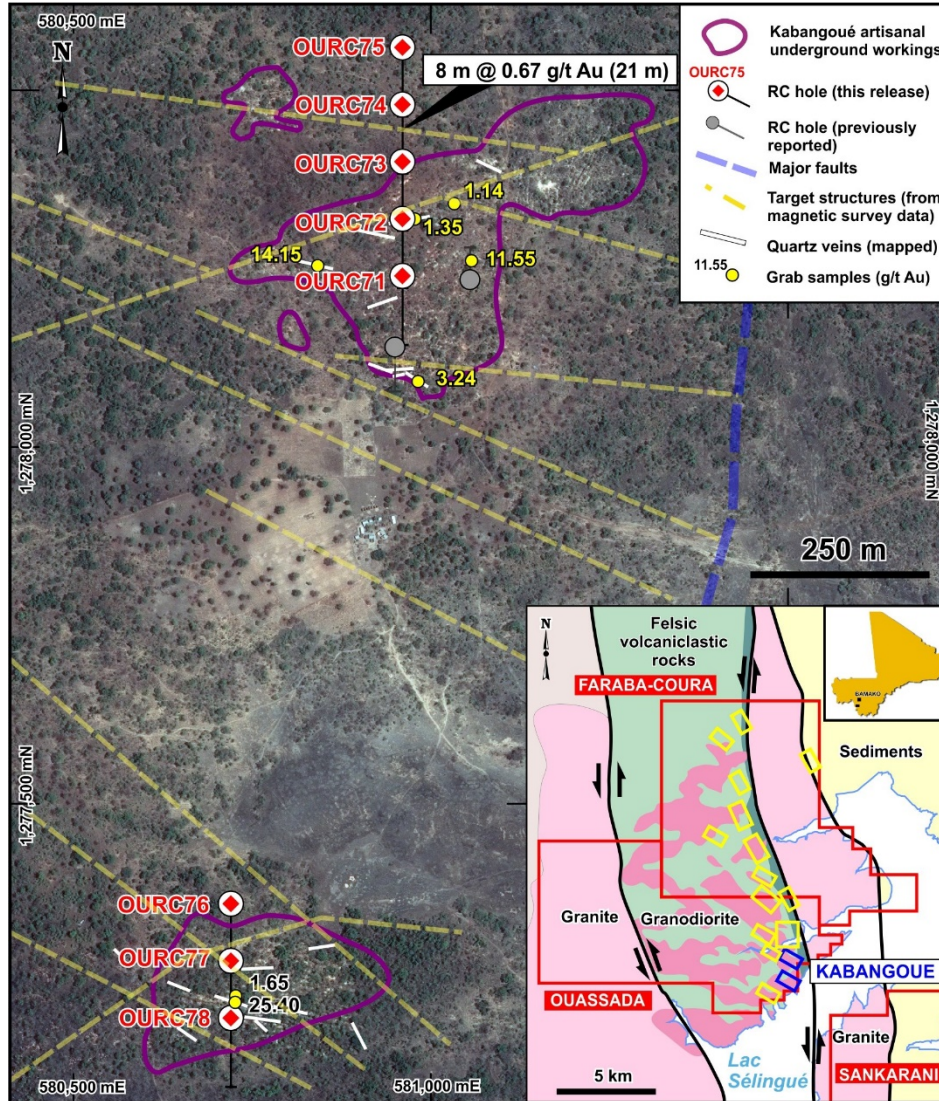 580,500 mE
N
OURC75
8 m @ 0.67 g/t Au (21 m)
OURC74
OURC73
1.14
OURC72
1.35
14.15
11.55
OURC71
3.24
1,278,000 mN
1,278,000 mN
250 m
1,277,500 mN
OURC76
OURC77
1.65
25.40
OURC78
580,500 mE
581,000 mE
Kabangoué artisanal
underground workings
OURC75
RC hole (this release)
RC hole (previously
reported)
Major faults
Target structures (from
magnetic survey data)
Quartz veins (mapped)
11.55
Grab samples (g/t Au)
N
Felsic
volcaniclastic
rocks
FARABA-COURA
BAMAKO
Sediments
Granite
Granodiorite
KABANGOUE
OUASSADA
Granite
Lac
Sélingué
SANKARANI
5 km